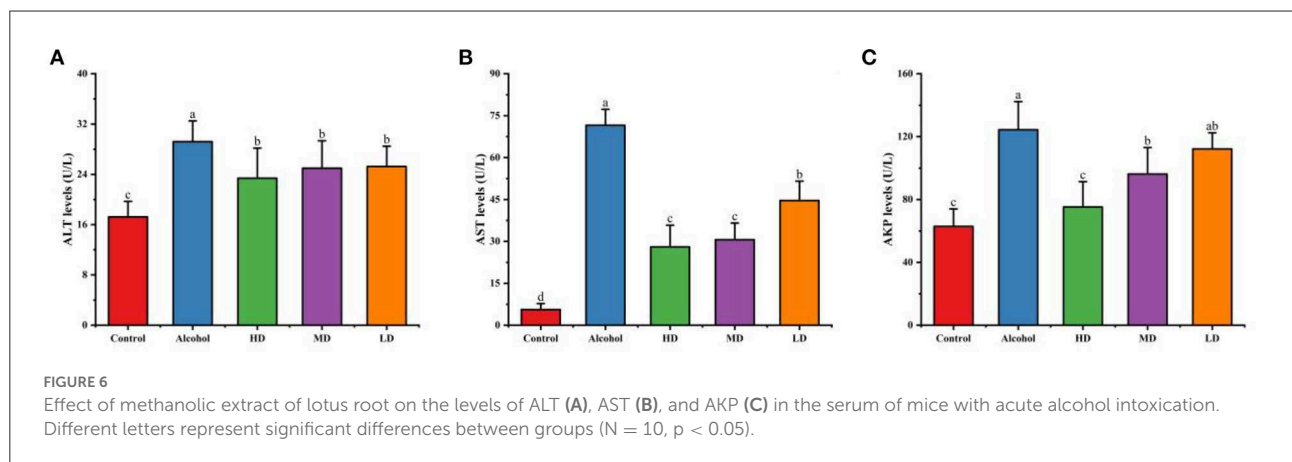 A
ALT levels (U/L)
40
32
24
16
8
0
c
a
b
b
b
Control Alcohol HD MD LD
B
AST levels (U/L)
90
75
60
45
30
15
0
d
a
c
c
b
Control Alcohol HD MD LD
C
AKP levels (U/L)
160
120
80
40
0
c
a
c
b
ab
Control Alcohol HD MD LD
FIGURE 6
Effect of methanolic extract of lotus root on the levels of ALT (A), AST (B), and AKP (C) in the serum of mice with acute alcohol intoxication.
Different letters represent significant differences between groups (N = 10, p < 0.05).